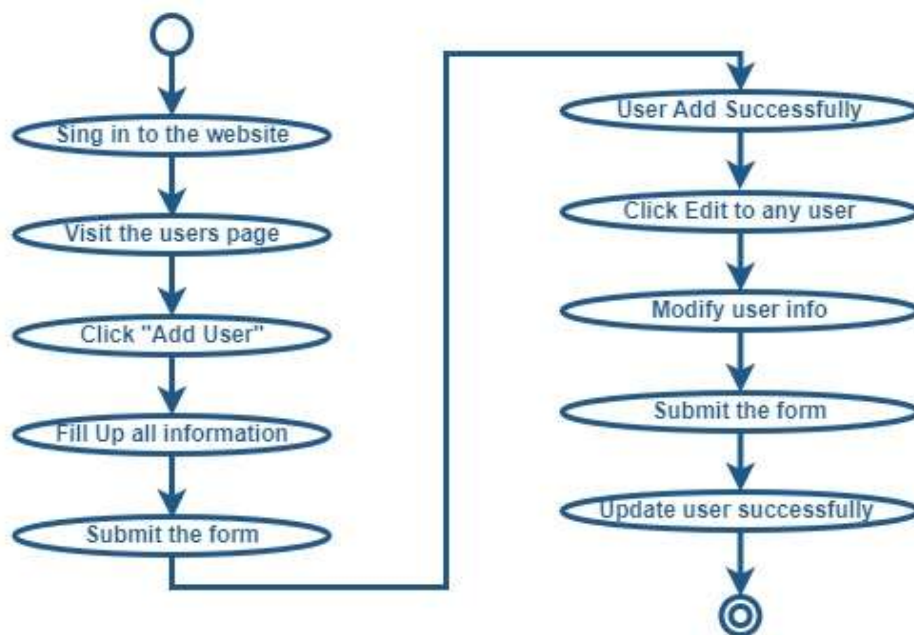 Sing in to the website
Visit the users page
Click "Add User"
Fill Up all information
Submit the form
User Add Successfully
Click Edit to any user
Modify user info
Submit the form
Update user successfully